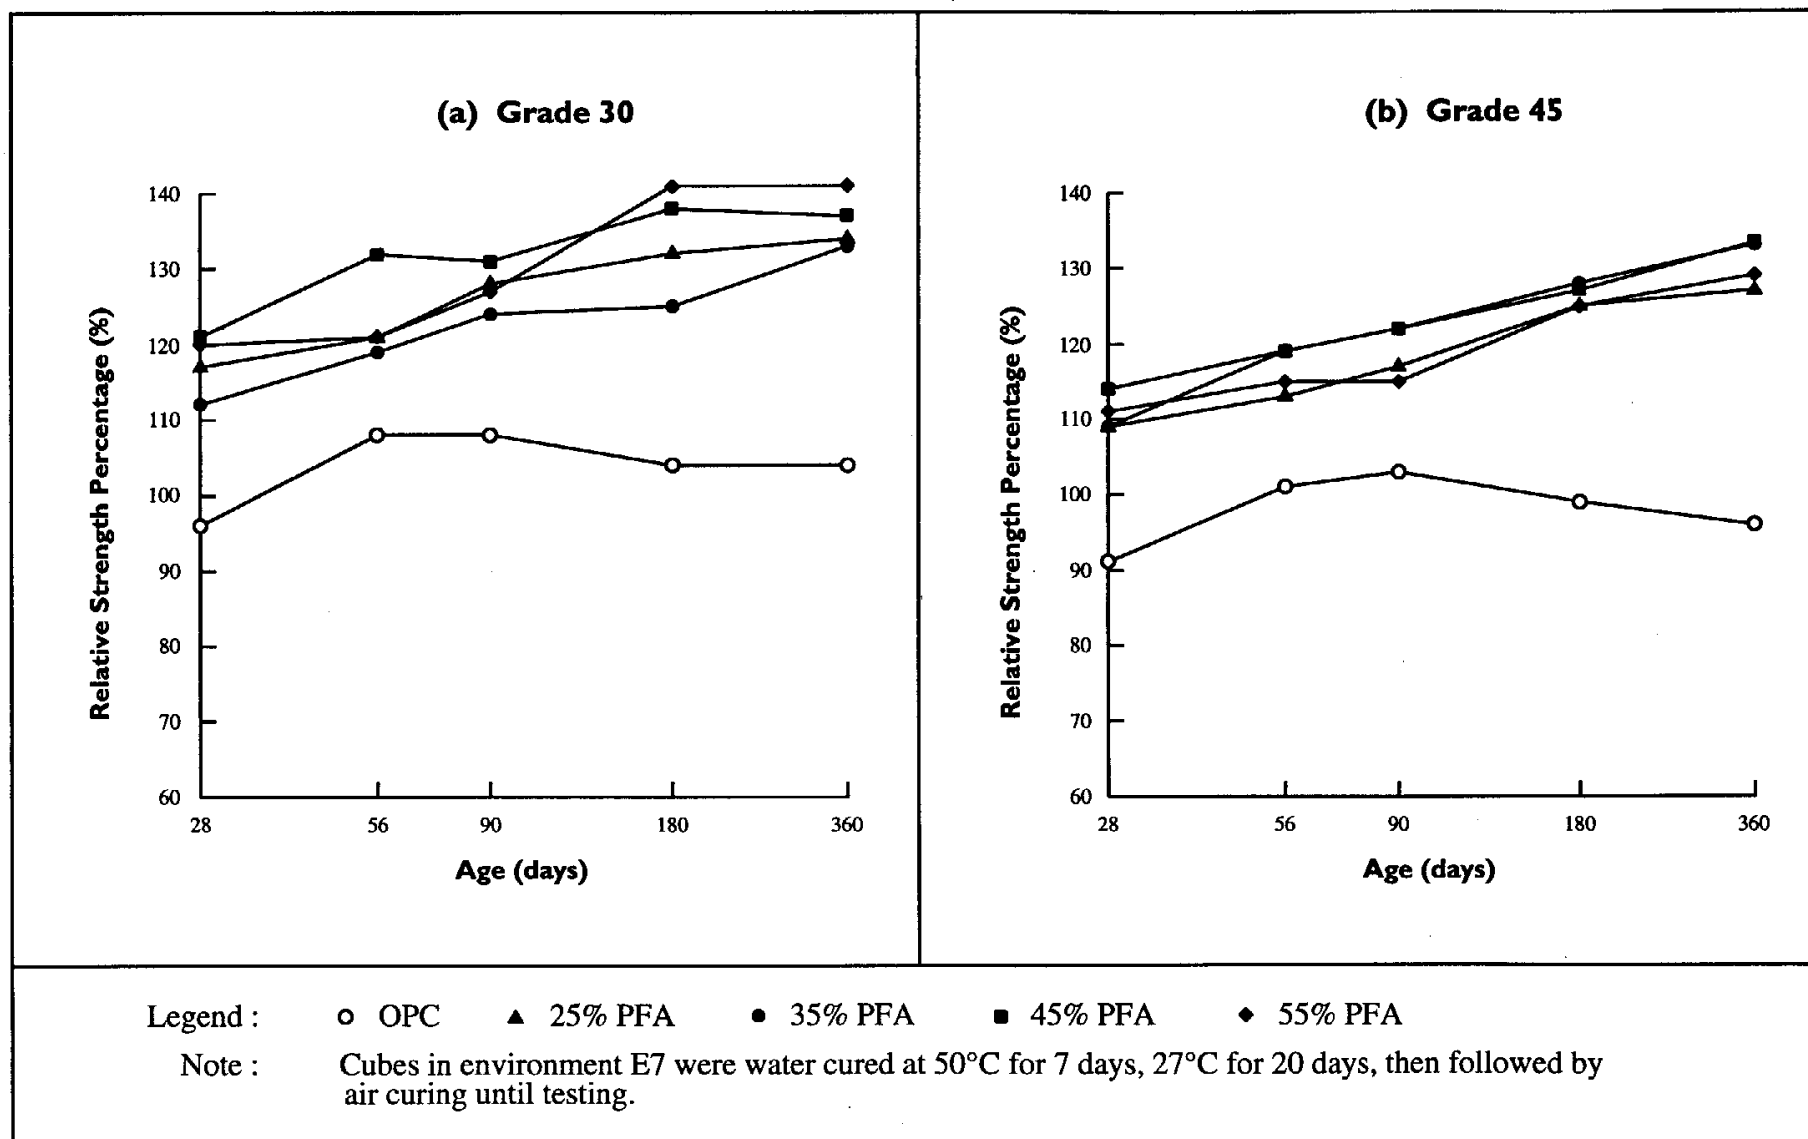 (a) Grade 30
140
130
120
110
100
90
80
70
60
28 56 90 180 360
Relative Strength Percentage (%)
Age (days)
(b) Grade 45
140
130
120
110
100
90
80
70
60
28 56 90 180 360
Relative Strength Percentage (%)
Age (days)
Legend : OPC 25% PFA 35% PFA 45% PFA 55% PFA
Note : Cubes in environment E7 were water cured at 50°C for 7 days, 27°C for 20 days, then followed by
air curing until testing.